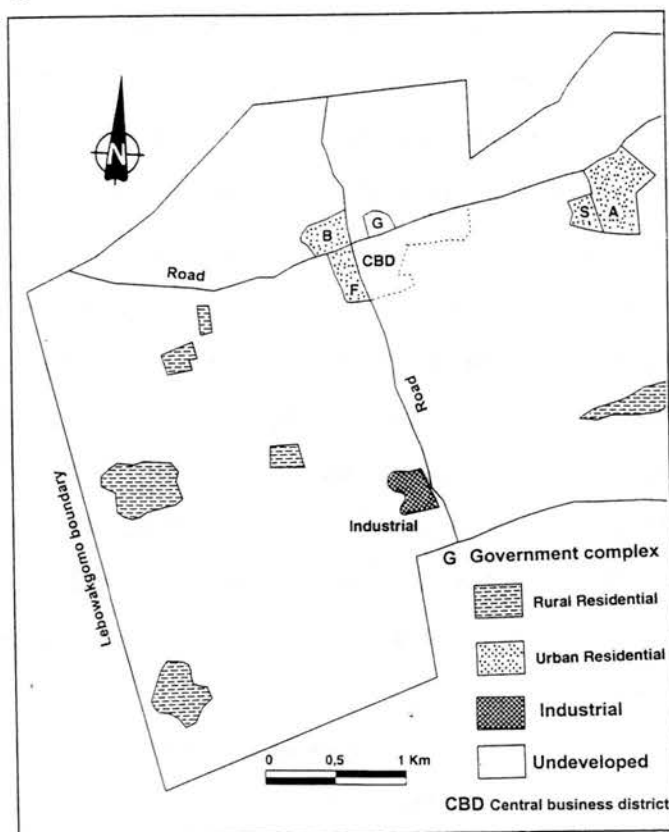 N
B
G
S
A
CBD
Road
F
Road
Lebowakgomo boundary
Industrial
G Government complex
Rural Residential
Urban Residential
Industrial
Undeveloped
CBD Central business district
0 0,5 1 Km